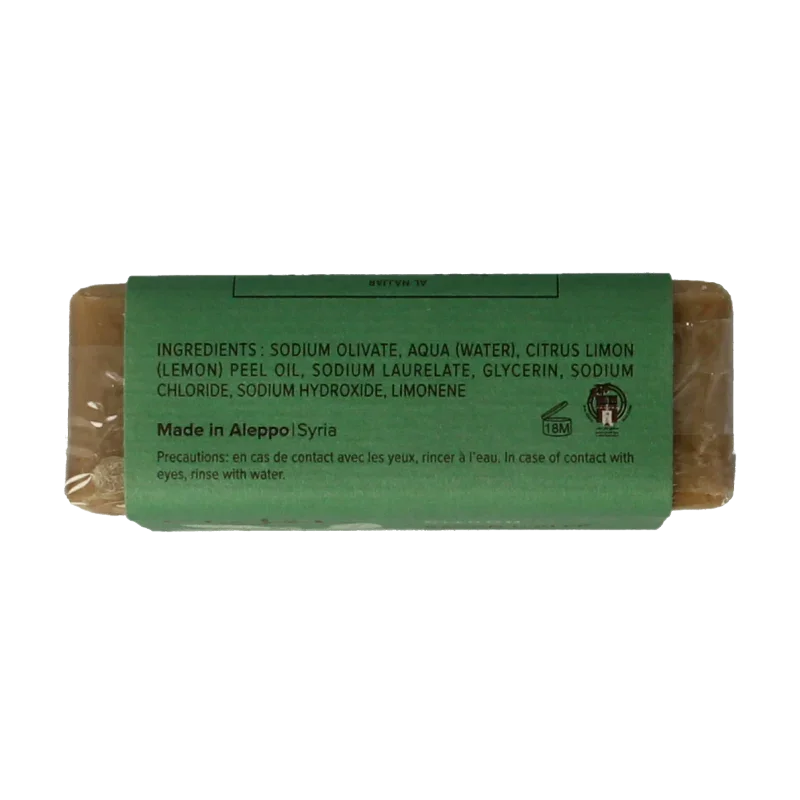 AL NAJJAR
INGREDIENTS : SODIUM OLIVATE, AQUA (WATER), CITRUS LIMON
(LEMON) PEEL OIL, SODIUM LAURELATE, GLYCERIN, SODIUM
CHLORIDE, SODIUM HYDROXIDE, LIMONENE
18M
Made in Aleppo|Syria
Precautions: en cas de contact avec les yeux, rincer à l'eau. In case of contact with
eyes, rinse with water.